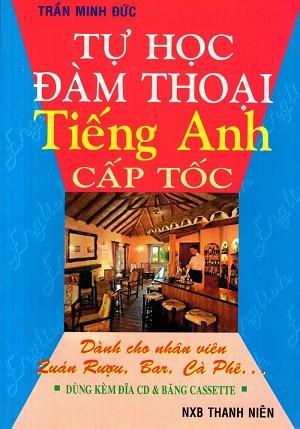 TRẦN MINH ĐỨC
TỰ HỌC
ĐÀM THOẠI
Tiếng Anh
CẤP TỐC
Dành cho nhân viên
Quán Rượu, Bar, Cà Phê...
DÙNG KÈM ĐĨA CD & BĂNG CASSETTE
NXB THANH NIÊN